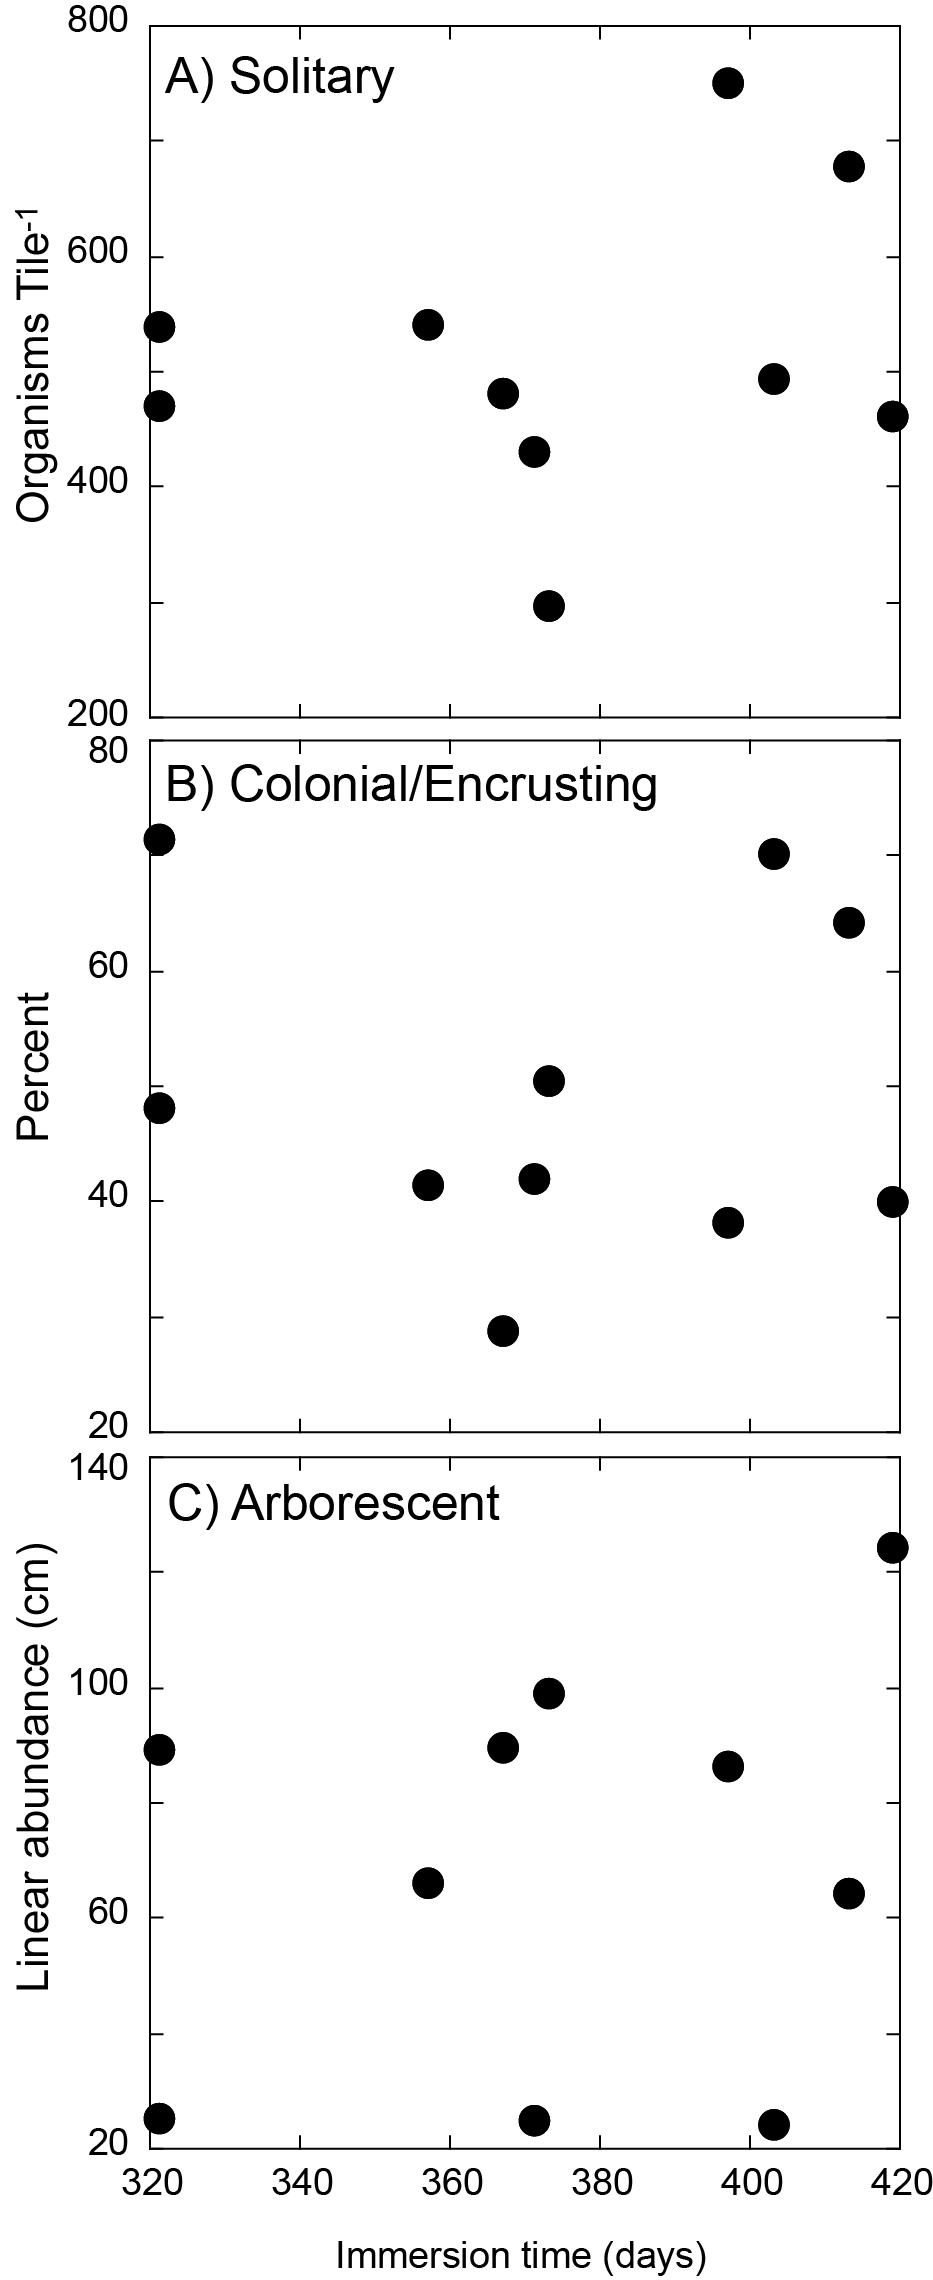 800
A) Solitary
600
400
200
Organisms Tile-1
80
B) Colonial/Encrusting
60
40
20
Percent
140
C) Arborescent
100
60
20
Linear abundance (cm)
320 340 360 380 400 420
Immersion time (days)